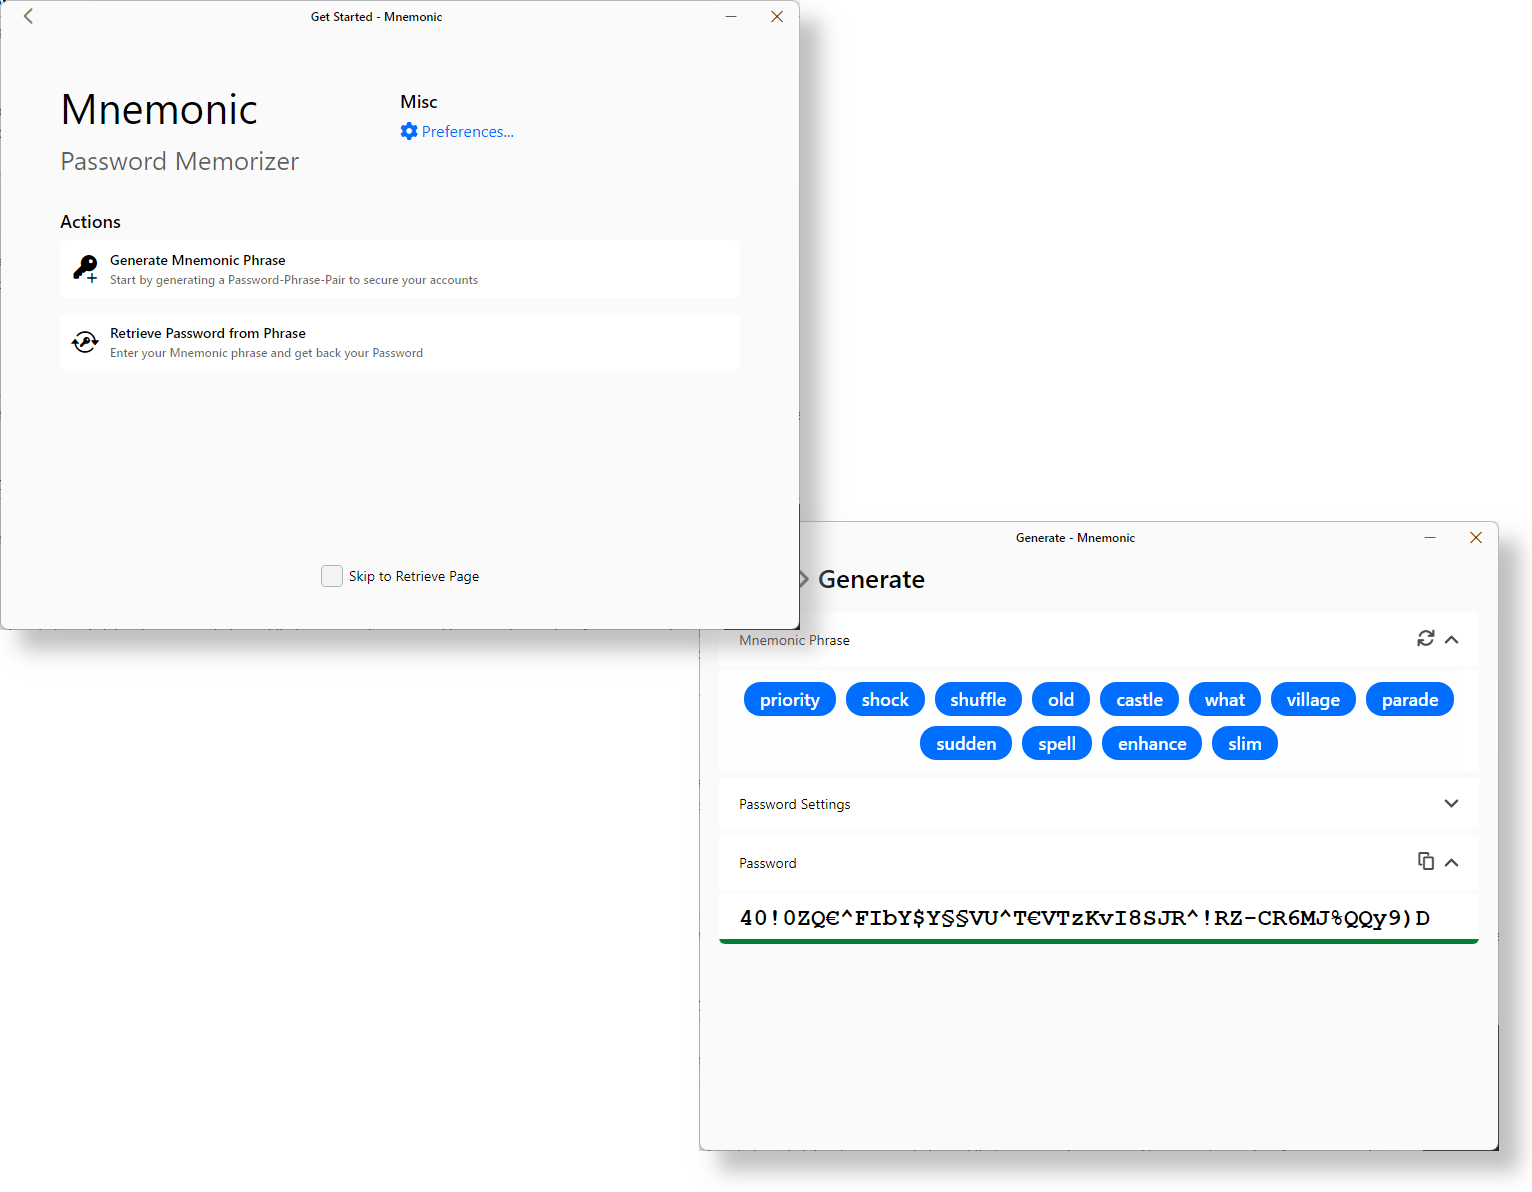 Get Started - Mnemonic
Mnemonic
Password Memorizer
Misc
Preferences...
Actions
Generate Mnemonic Phrase
Start by generating a Password-Phrase-Pair to secure your accounts
Retrieve Password from Phrase
Enter your Mnemonic phrase and get back your Password
Skip to Retrieve Page
Generate - Mnemonic
Generate
Mnemonic Phrase
priority shock shuffle old castle what village parade
sudden spell enhance slim
Password Settings
Password
40!0ZQ€^FIbY$Y§§VU^T€VTzKvI8SJR^!RZ-CR6MJ%QQy9)D